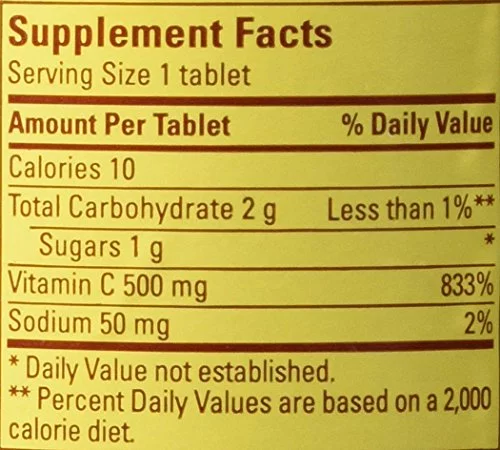 Supplement Facts
Serving Size 1 tablet
Amount Per Tablet % Daily Value
Calories 10
Total Carbohydrate 2 g Less than 1%**
Sugars 1 g *
Vitamin C 500 mg 833%
Sodium 50 mg 2%
* Daily Value not established.
** Percent Daily Values are based on a 2,000
calorie diet.